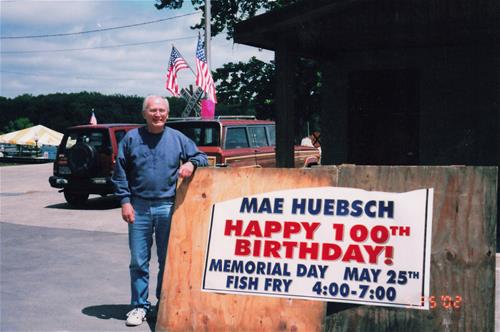 MAE HUEBSCH
HAPPY 100TH
BIRTHDAY!
MEMORIAL DAY MAY 25TH
FISH FRY 4:00-7:00